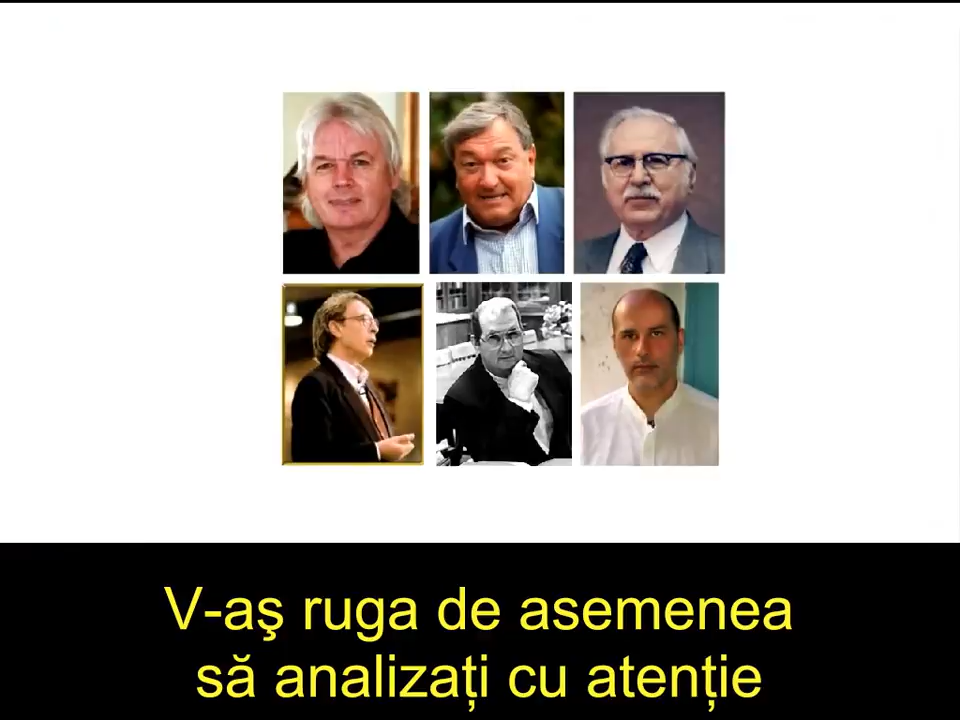 V-aş ruga de asemenea
să analizați cu atenție